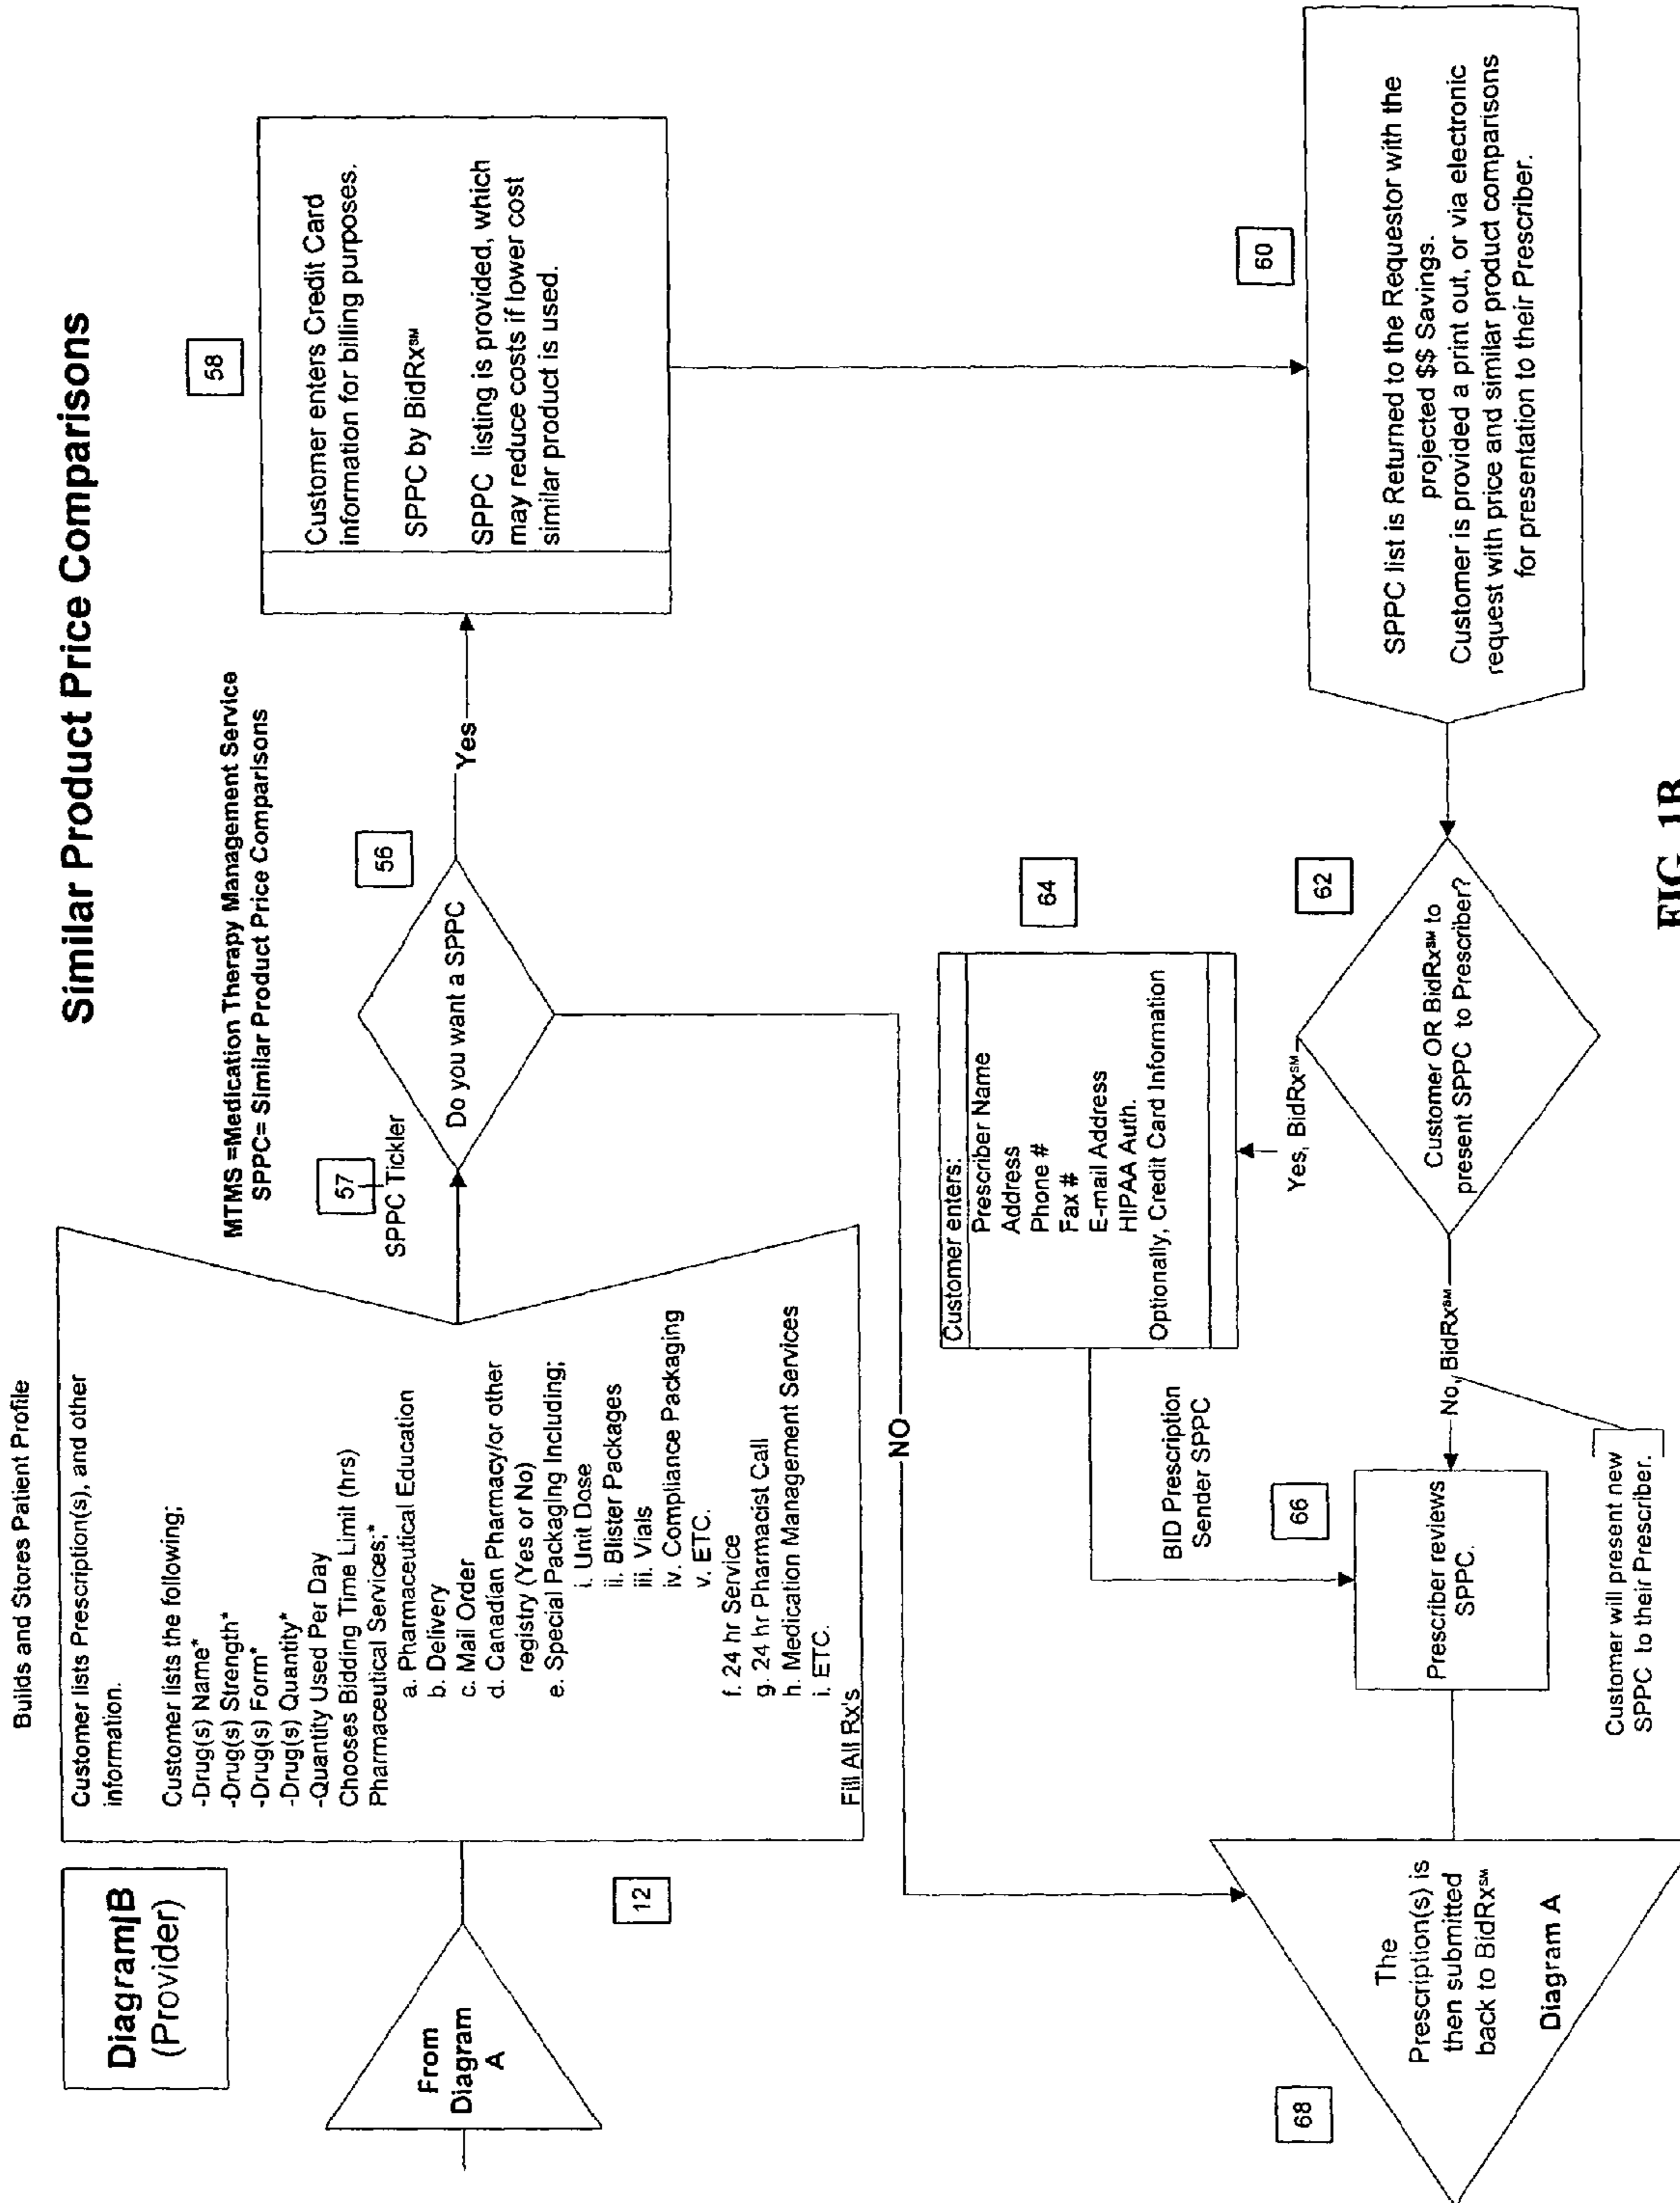 Similar Product Price Comparisons
Diagram B
(Provider)
Builds and Stores Patient Profile
MTMS =Medication Therapy Management Service
SPPC= Similar Product Price Comparisons
From
Diagram
A
12
Customer lists Prescription(s), and other
information.
Customer lists the following;
-Drug(s) Name*
-Drug(s) Strength*
-Drug(s) Form*
-Drug(s) Quantity*
-Quantity Used Per Day
Chooses Bidding Time Limit (hrs)
Pharmaceutical Services;*
a. Pharmaceutical Education
b. Delivery
c. Mail Order
d. Canadian Pharmacy/or other
registry (Yes or No)
e. Special Packaging Including;
i. Unit Dose
ii. Blister Packages
iii. Vials
iv. Compliance Packaging
v. ETC.
f. 24 hr Service
g. 24 hr Pharmacist Call
h. Medication Management Services
i. ETC.
Fill All Rx's
57
SPPC Tickler
56
Do you want a SPPC
Yes
NO
58
Customer enters Credit Card
information for billing purposes.
SPPC by BidRx℠
SPPC listing is provided, which
may reduce costs if lower cost
similar product is used.
60
SPPC list is Returned to the Requestor with the
projected $$ Savings.
Customer is provided a print out, or via electronic
request with price and similar product comparisons
for presentation to their Prescriber.
62
Customer OR BidRx℠ to
present SPPC to Prescriber?
Yes, BidRx℠
No, BidRx℠
64
Customer enters:
Prescriber Name
Address
Phone #
Fax #
E-mail Address
HIPAA Auth.
Optionally, Credit Card Information
BID Prescription
Sender SPPC
66
Prescriber reviews
SPPC.
Customer will present new
SPPC to their Prescriber.
68
The
Prescription(s) is
then submitted
back to BidRx℠
Diagram A
FIG. 1B